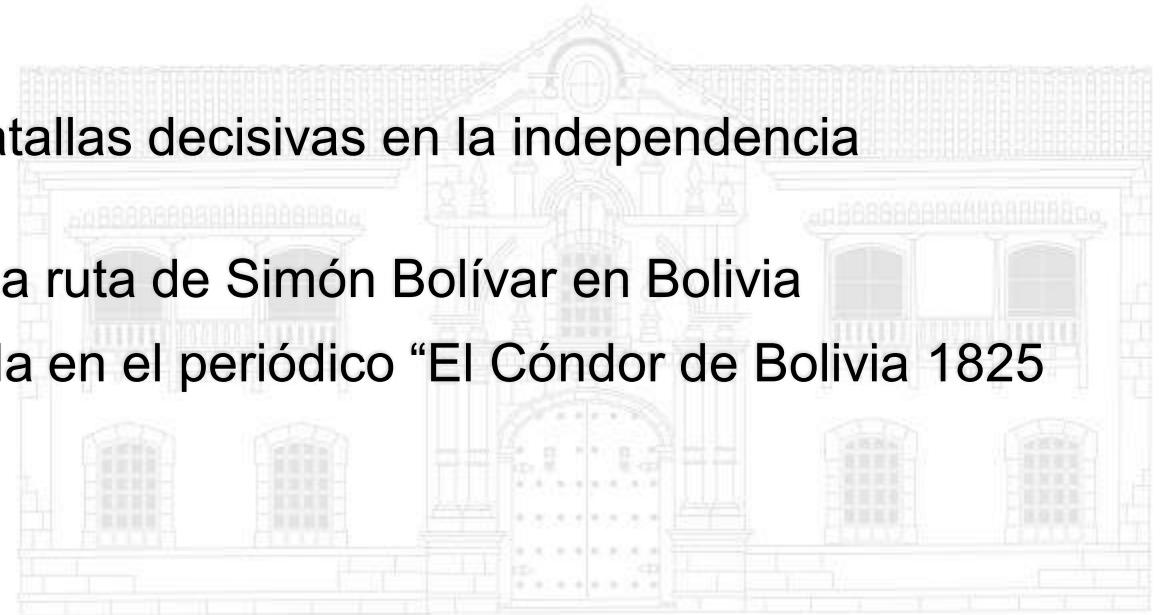 atallas decisivas en la independencia
a ruta de Simón Bolívar en Bolivia
da en el periódico “El Cóndor de Bolivia 1825